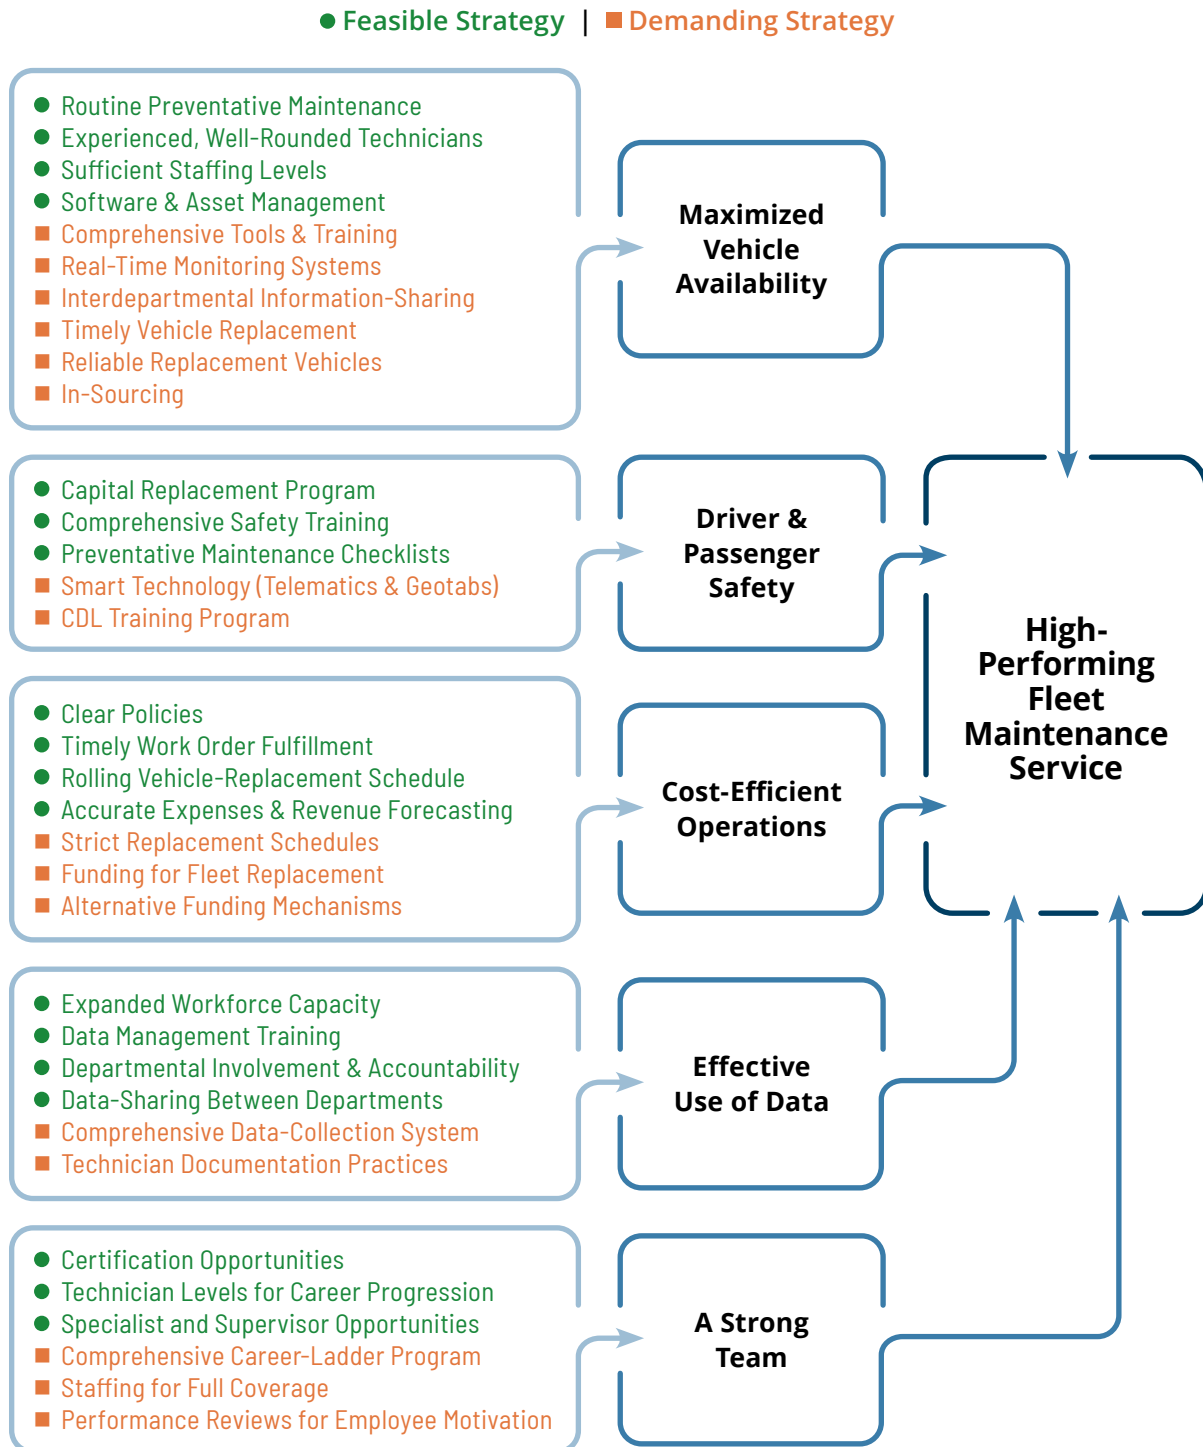 Feasible Strategy | Demanding Strategy
Routine Preventative Maintenance
Experienced, Well-Rounded Technicians
Sufficient Staffing Levels
Software & Asset Management
Comprehensive Tools & Training
Real-Time Monitoring Systems
Interdepartmental Information-Sharing
Timely Vehicle Replacement
Reliable Replacement Vehicles
In-Sourcing
Maximized
Vehicle
Availability
Capital Replacement Program
Comprehensive Safety Training
Preventative Maintenance Checklists
Smart Technology (Telematics & Geotabs)
CDL Training Program
Driver &
Passenger
Safety
Clear Policies
Timely Work Order Fulfillment
Rolling Vehicle-Replacement Schedule
Accurate Expenses & Revenue Forecasting
Strict Replacement Schedules
Funding for Fleet Replacement
Alternative Funding Mechanisms
Cost-Efficient
Operations
Expanded Workforce Capacity
Data Management Training
Departmental Involvement & Accountability
Data-Sharing Between Departments
Comprehensive Data-Collection System
Technician Documentation Practices
Effective
Use of Data
Certification Opportunities
Technician Levels for Career Progression
Specialist and Supervisor Opportunities
Comprehensive Career-Ladder Program
Staffing for Full Coverage
Performance Reviews for Employee Motivation
A Strong
Team
High-
Performing
Fleet
Maintenance
Service